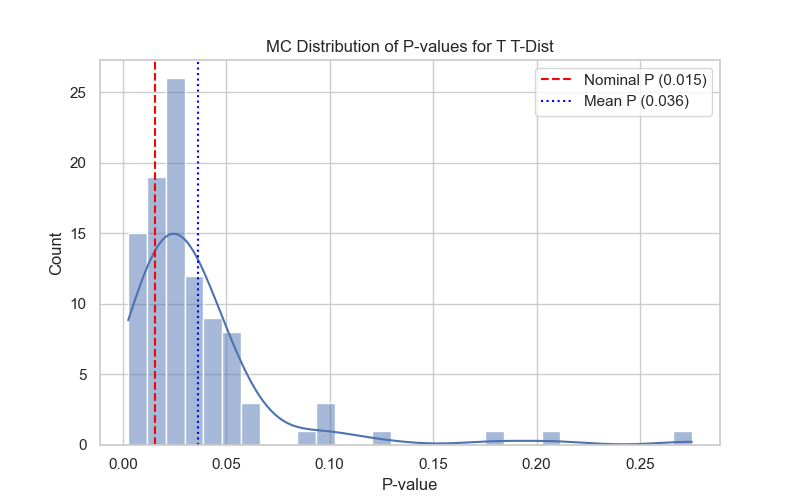 MC Distribution of P-values for T T-Dist
Nominal P (0.015)
Mean P (0.036)
Count
25
20
15
10
5
0
0.00 0.05 0.10 0.15 0.20 0.25
P-value